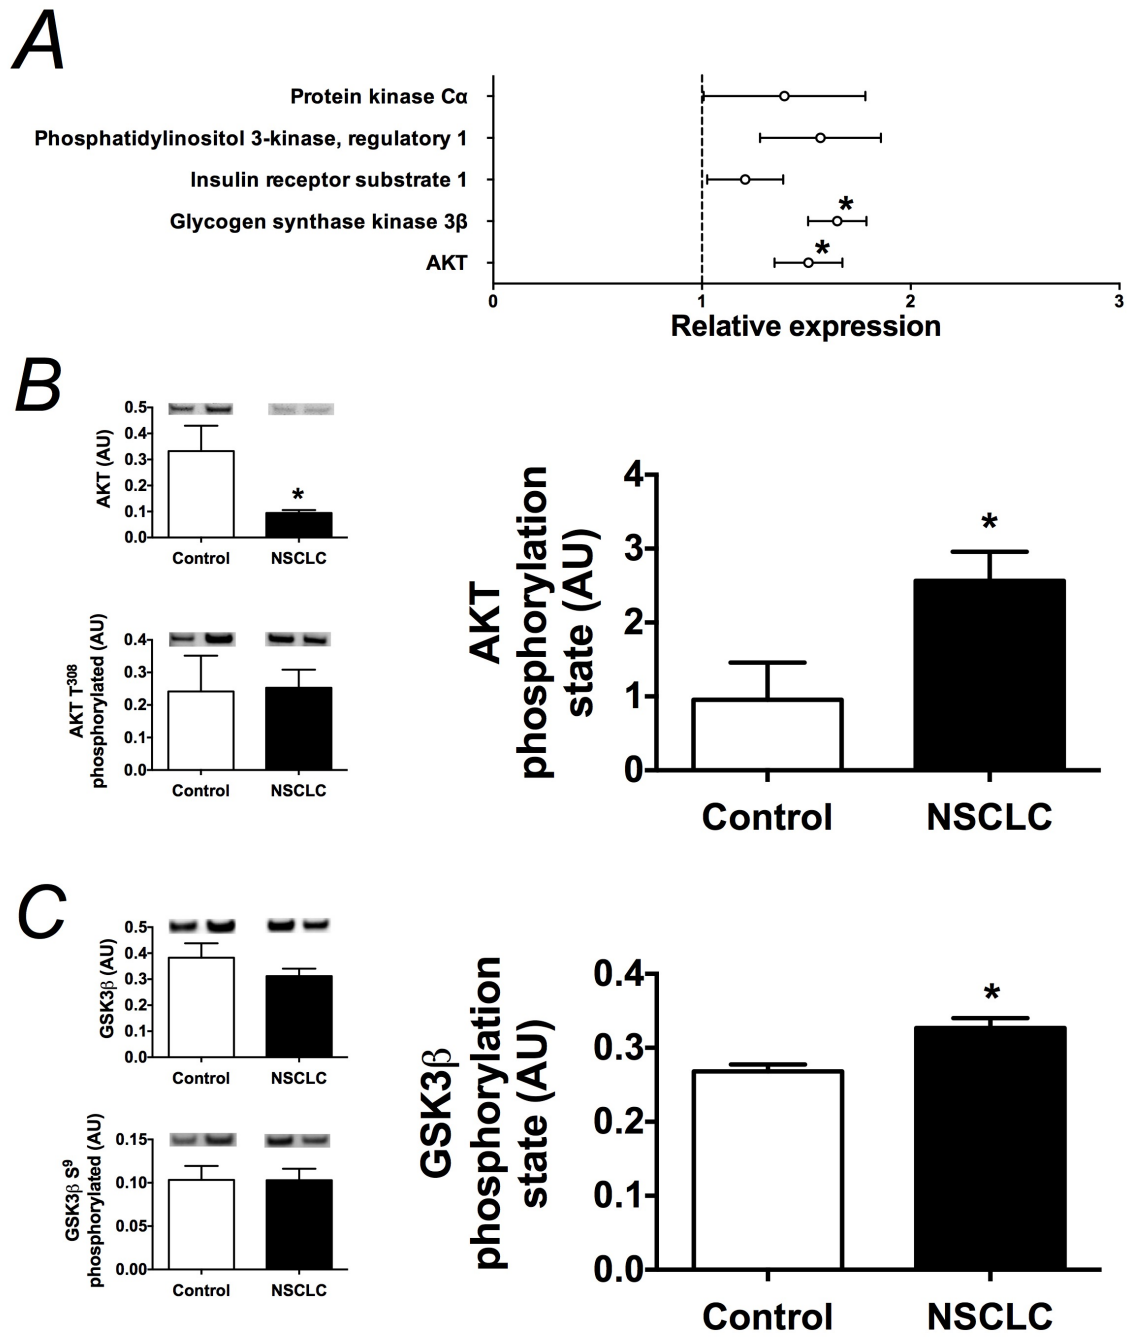 A
Protein kinase Cα
Phosphatidylinositol 3-kinase, regulatory 1
Insulin receptor substrate 1
Glycogen synthase kinase 3β
*
AKT
*
0 1 2 3
Relative expression
B
AKT (AU)
0.5
0.4
0.3
0.2
0.1
0.0
*
Control NSCLC
AKT T308
phosphorylated (AU)
0.4
0.3
0.2
0.1
0.0
Control NSCLC
AKT
phosphorylation
state (AU)
4
3
2
1
0
*
Control NSCLC
C
GSK3β (AU)
0.5
0.4
0.3
0.2
0.1
0.0
Control NSCLC
GSK3β S9
phosphorylated (AU)
0.15
0.10
0.05
0.00
Control NSCLC
GSK3β
phosphorylation
state (AU)
0.4
0.3
0.2
0.1
0.0
*
Control NSCLC